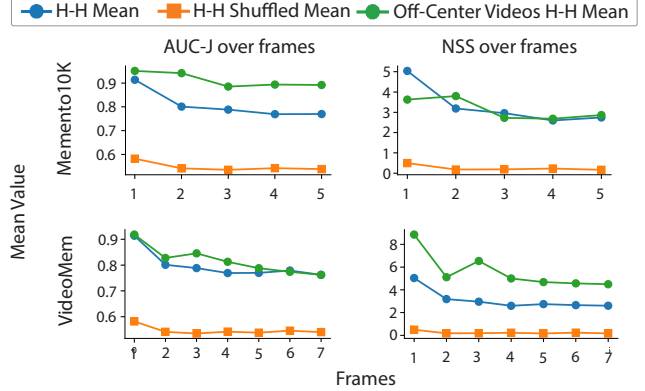 H-H Mean H-H Shuffled Mean Off-Center Videos H-H Mean
AUC-J over frames NSS over frames
Mean Value
Memento10K
0.9
0.8
0.7
0.6
1 2 3 4 5
5
4
3
2
1
0
1 2 3 4 5
VideoMem
0.9
0.8
0.7
0.6
1 2 3 4 5 6 7
8
6
4
2
0
1 2 3 4 5 6 7
Frames